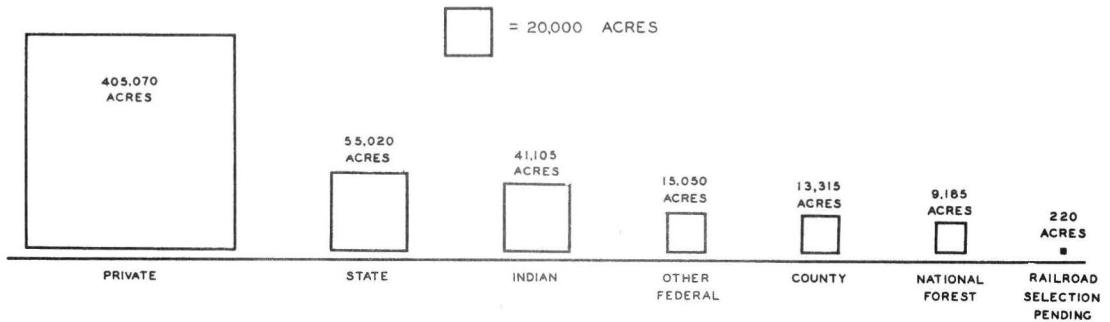 = 20,000 ACRES
405,070
ACRES
55,020
ACRES
41,105
ACRES
15,050
ACRES
13,315
ACRES
9,185
ACRES
220
ACRES
PRIVATE
STATE
INDIAN
OTHER
FEDERAL
COUNTY
NATIONAL
FOREST
RAILROAD
SELECTION
PENDING